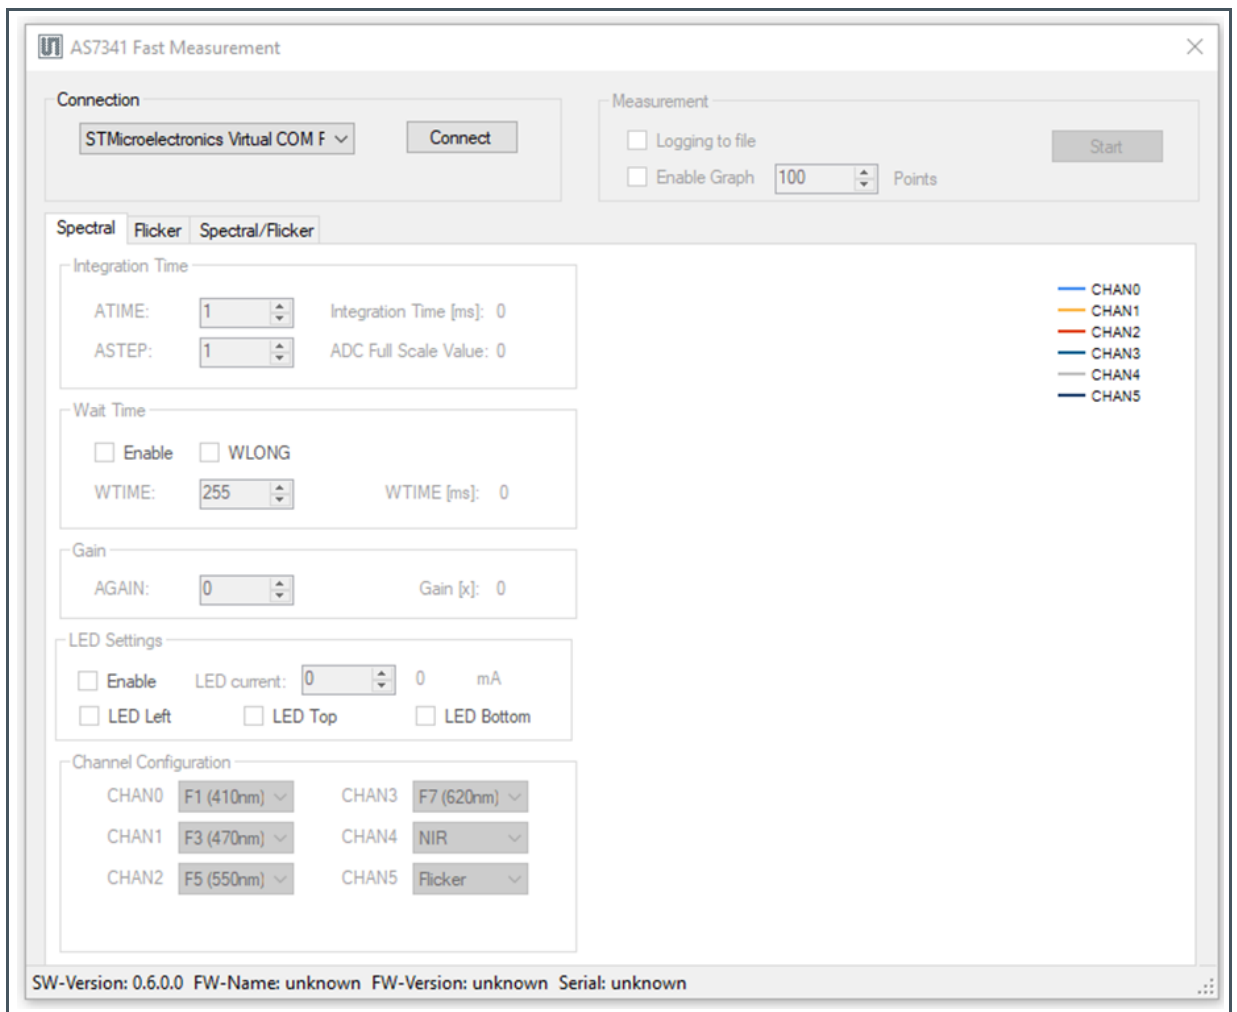 AS7341 Fast Measurement
Connection
STMicroelectronics Virtual COM F
Connect
Measurement
Logging to file
Enable Graph 100 Points
Start
Spectral Flicker Spectral/Flicker
Integration Time
ATIME: 1 Integration Time [ms]: 0
ASTEP: 1 ADC Full Scale Value: 0
Wait Time
Enable WLONG
WTIME: 255 WTIME [ms]: 0
Gain
AGAIN: 0 Gain [x]: 0
LED Settings
Enable LED current: 0 0 mA
LED Left LED Top LED Bottom
Channel Configuration
CHAN0 F1 (410nm) CHAN3 F7 (620nm)
CHAN1 F3 (470nm) CHAN4 NIR
CHAN2 F5 (550nm) CHAN5 Flicker
CHAN0
CHAN1
CHAN2
CHAN3
CHAN4
CHAN5
SW-Version: 0.6.0.0 FW-Name: unknown FW-Version: unknown Serial: unknown